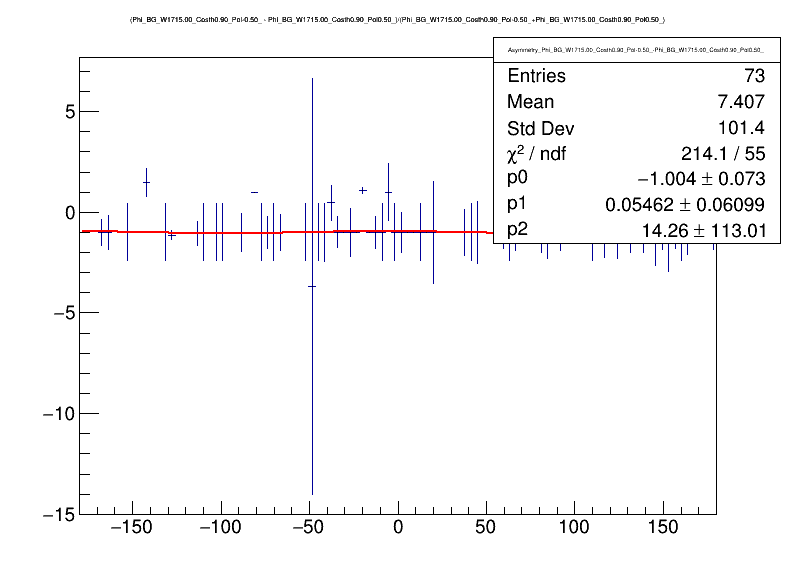 (Phi_BG_W1715.00_Costh0.90_Pol-0.50_- Phi_BG_W1715.00_Costh0.90_Pol0.50_)/(Phi_BG_W1715.00_Costh0.90_Pol-0.50_+Phi_BG_W1715.00_Costh0.90_Pol0.50_)
Asymmetry_Phi_BG_W1715.00_Costh0.90_Pol-0.50_-Phi_BG_W1715.00_Costh0.90_Pol0.50_
Entries 73
Mean 7.407
Std Dev 101.4
χ² / ndf 214.1 / 55
p0 −1.004 ± 0.073
p1 0.05462 ± 0.06099
p2 14.26 ± 113.01
5
0
−5
−10
−15
−150 −100 −50 0 50 100 150